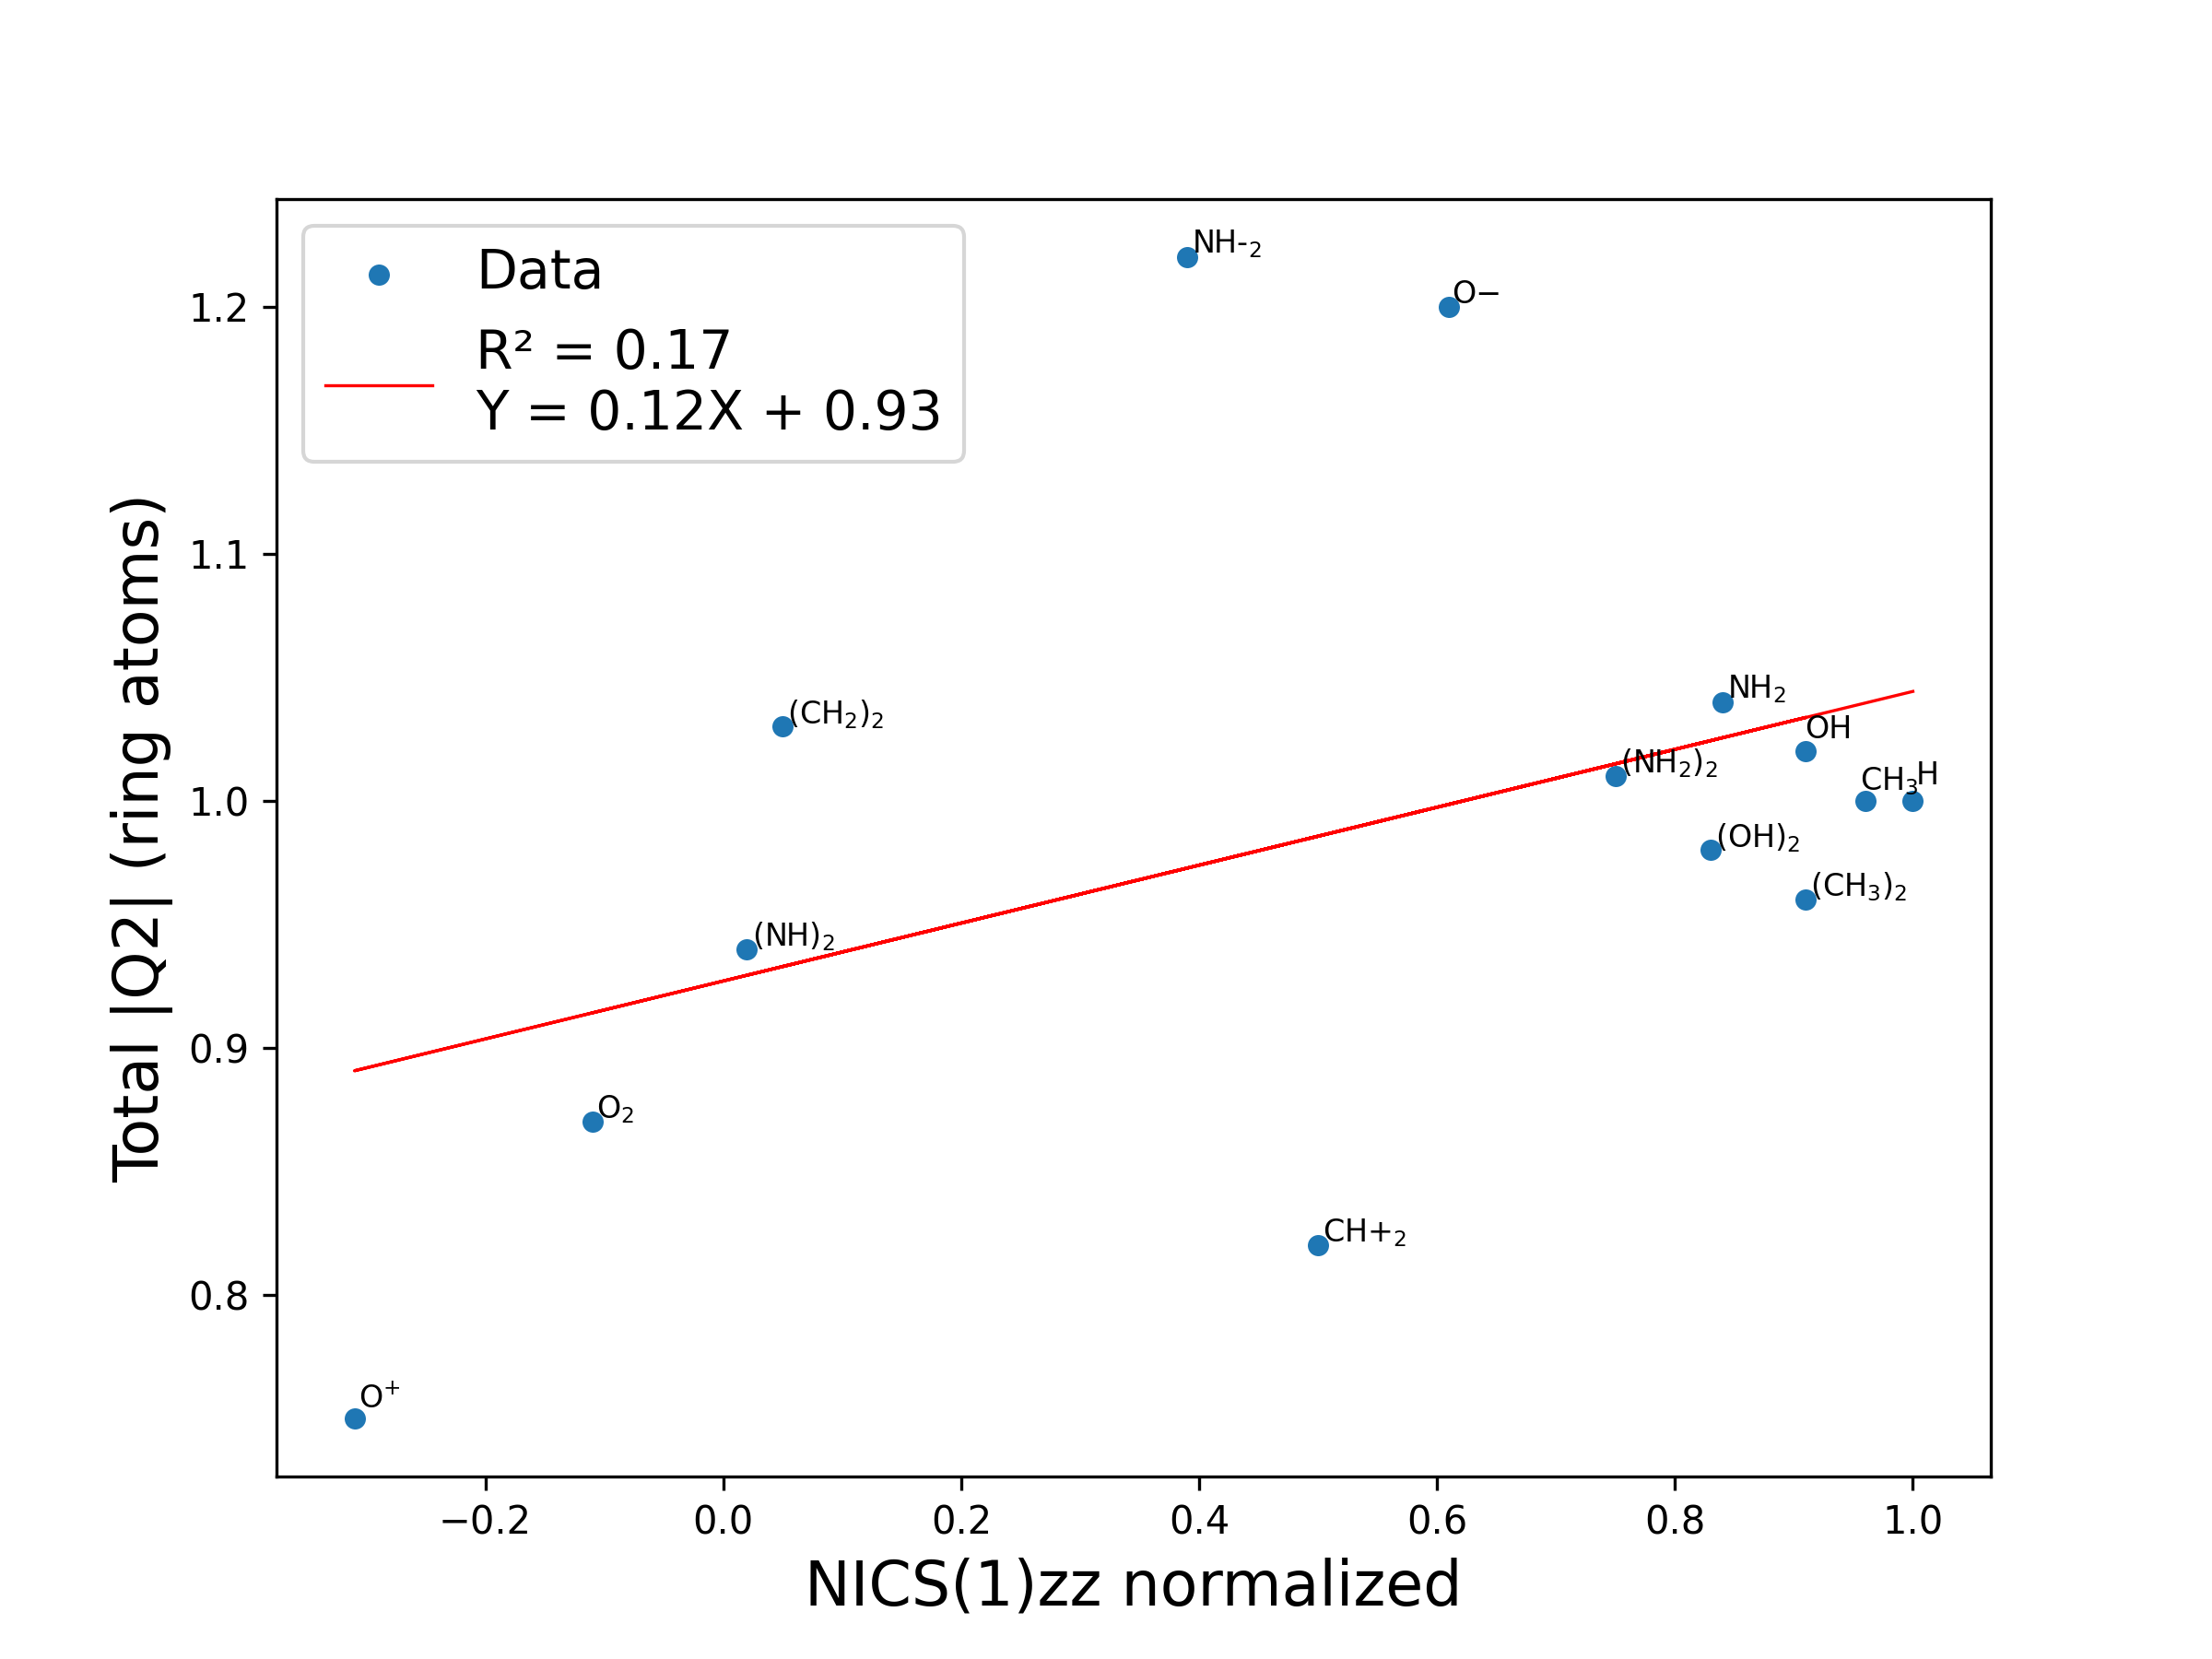 Data
R² = 0.17
Y = 0.12X + 0.93
NH-₂
O−
(CH₂)₂
NH₂
OH
(NH₂)₂
CH₃
H
(OH)₂
(CH₃)₂
(NH)₂
O₂
CH+₂
O⁺
1.2
1.1
1.0
0.9
0.8
Total |Q2| (ring atoms)
−0.2 0.0 0.2 0.4 0.6 0.8 1.0
NICS(1)zz normalized